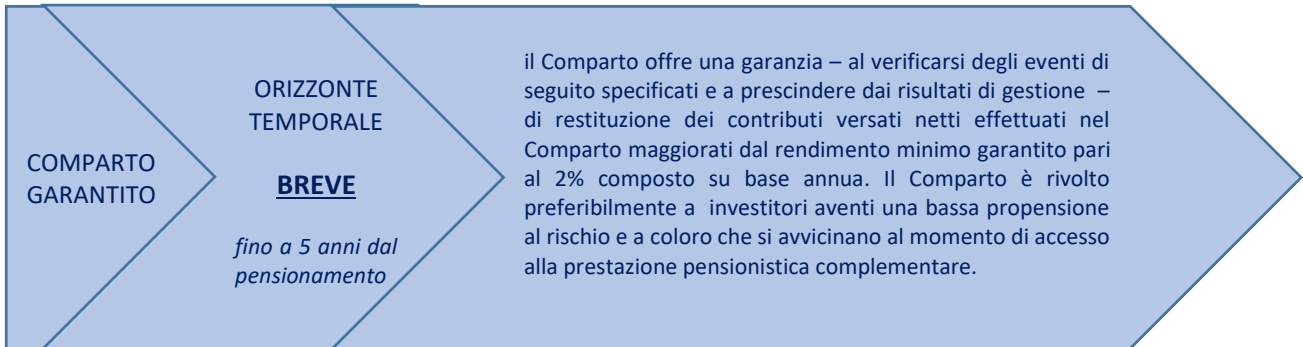 COMPARTO
GARANTITO
ORIZZONTE
TEMPORALE
BREVE
fino a 5 anni dal
pensionamento
il Comparto offre una garanzia – al verificarsi degli eventi di
seguito specificati e a prescindere dai risultati di gestione –
di restituzione dei contributi versati netti effettuati nel
Comparto maggiorati dal rendimento minimo garantito pari
al 2% composto su base annua. Il Comparto è rivolto
preferibilmente a investitori aventi una bassa propensione
al rischio e a coloro che si avvicinano al momento di accesso
alla prestazione pensionistica complementare.